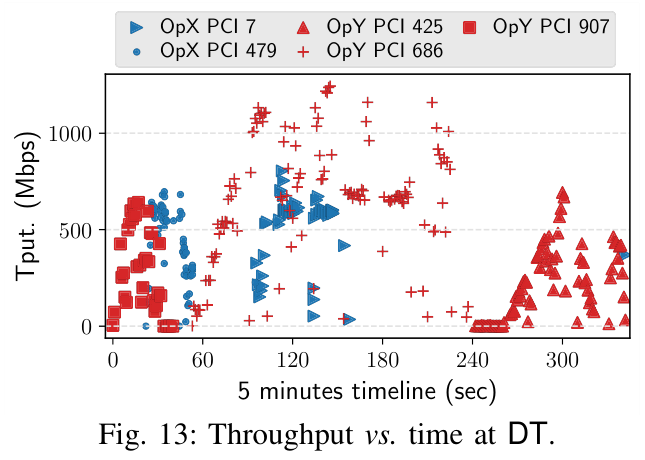 OpX PCI 7 OpY PCI 425 OpY PCI 907
OpX PCI 479 OpY PCI 686
Tput. (Mbps)
1000
500
0
0 60 120 180 240 300
5 minutes timeline (sec)
Fig. 13: Throughput vs. time at DT.